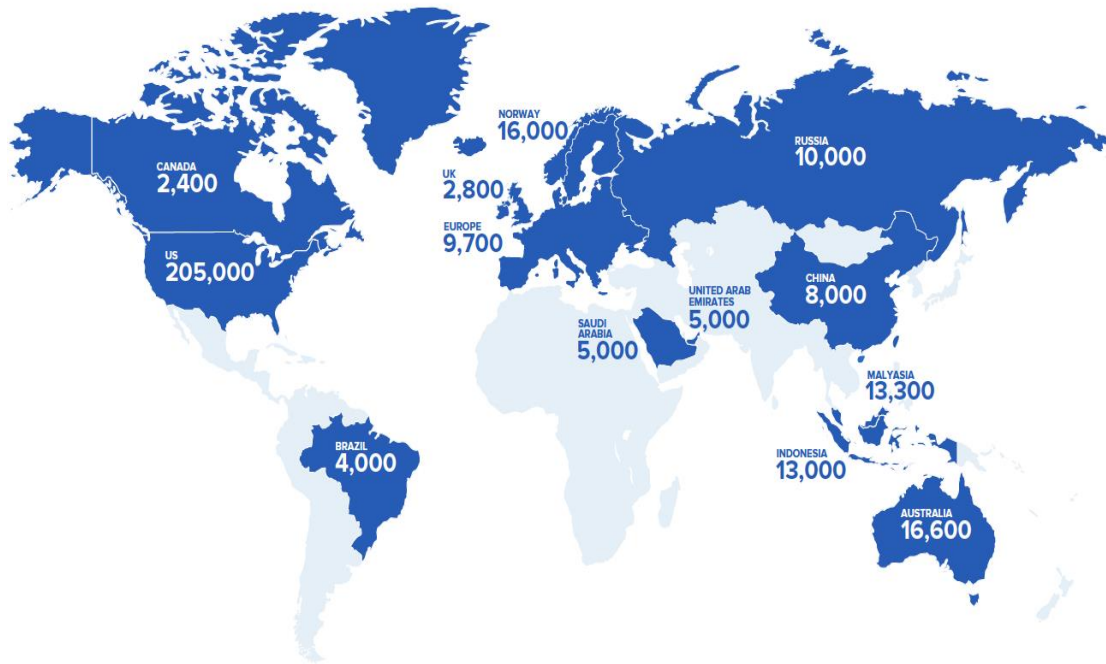 NORWAY
16,000
RUSSIA
10,000
CANADA
2,400
UK
2,800
EUROPE
9,700
US
205,000
UNITED ARAB
EMIRATES
5,000
CHINA
8,000
SAUDI
ARABIA
5,000
MALYASIA
13,300
BRAZIL
4,000
INDONESIA
13,000
AUSTRALIA
16,600